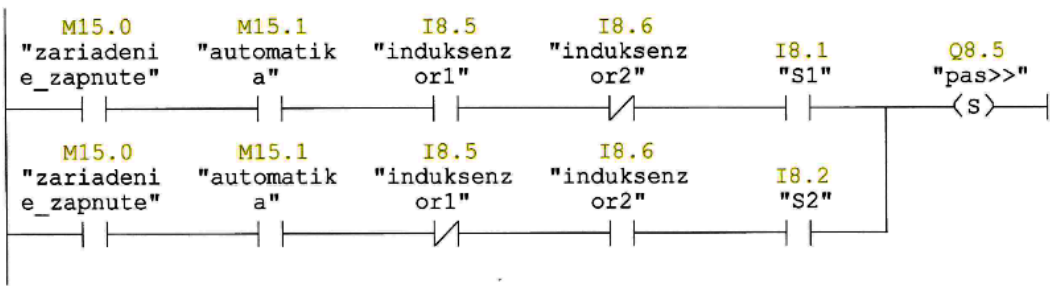 M15.0 M15.1 I8.5 I8.6
"zariadeni "automatik "induksenz "induksenz I8.1 Q8.5
e_zapnute" a" or1" or2" "S1" "pas>>"
S
M15.0 M15.1 I8.5 I8.6
"zariadeni "automatik "induksenz "induksenz I8.2
e_zapnute" a" or1" or2" "S2"